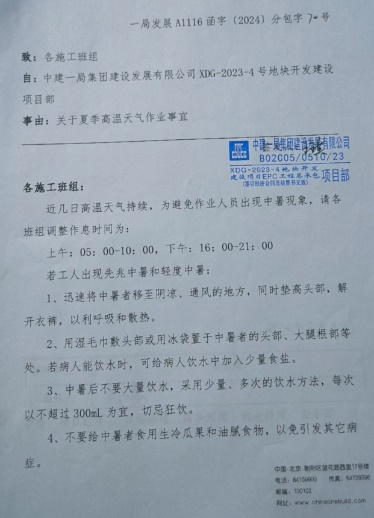 一局发展 A1116 函字（2024）分包字 7-号
致：各施工班组
自：中建一局集团建设发展有限公司 XDG-2023-4 号地块开发建设
项目部
事由：关于夏季高温天气作业事宜
中建一局集团建设发展有限公司
B02C05/0510/23
XDG-2023-4地块开发
建设项目EPC工程总承包 项目部
各施工班组：
近几日高温天气持续，为避免作业人员出现中暑现象，请各
班组调整作息时间为：
上午：05：00-10：00，下午：16：00-21：00
若工人出现先兆中暑和轻度中暑：
1、迅速将中暑者移至阴凉、通风的地方，同时垫高头部，解
开衣裤，以利呼吸和散热。
2、用湿毛巾敷头部或用冰袋置于中暑者的头部、大腿根部等
处。若病人能饮水时，可给病人饮水中加入少量食盐。
3、中暑后不要大量饮水，采用少量、多次的饮水方法，每次
以不超过 300mL 为宜，切忌狂饮。
4、不要给中暑者食用生冷瓜果和油腻食物，以免引发其它病
症。
中国·北京·朝阳区望花路西里17号楼
电话：84159900 传真：
邮编：100102
网址：www.chinaonebuild.com